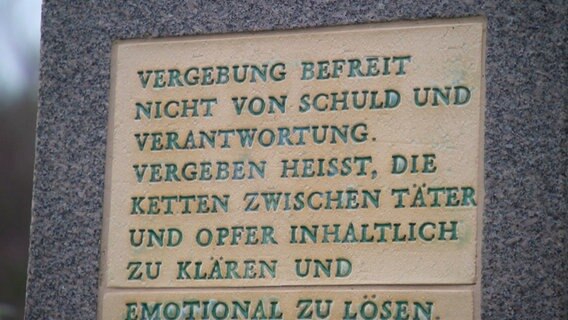 VERGEBUNG BEFREIT
NICHT VON SCHULD UND
VERANTWORTUNG.
VERGEBEN HEISST, DIE
KETTEN ZWISCHEN TÄTER
UND OPFER INHALTLICH
ZU KLÄREN UND
EMOTIONAL ZU LÖSEN.